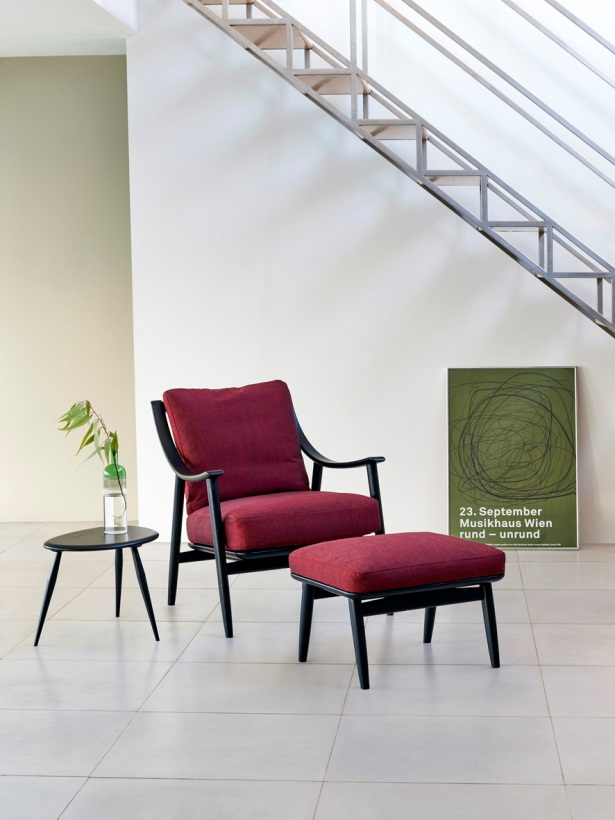 23. September
Musikhaus Wien
rund – unrund